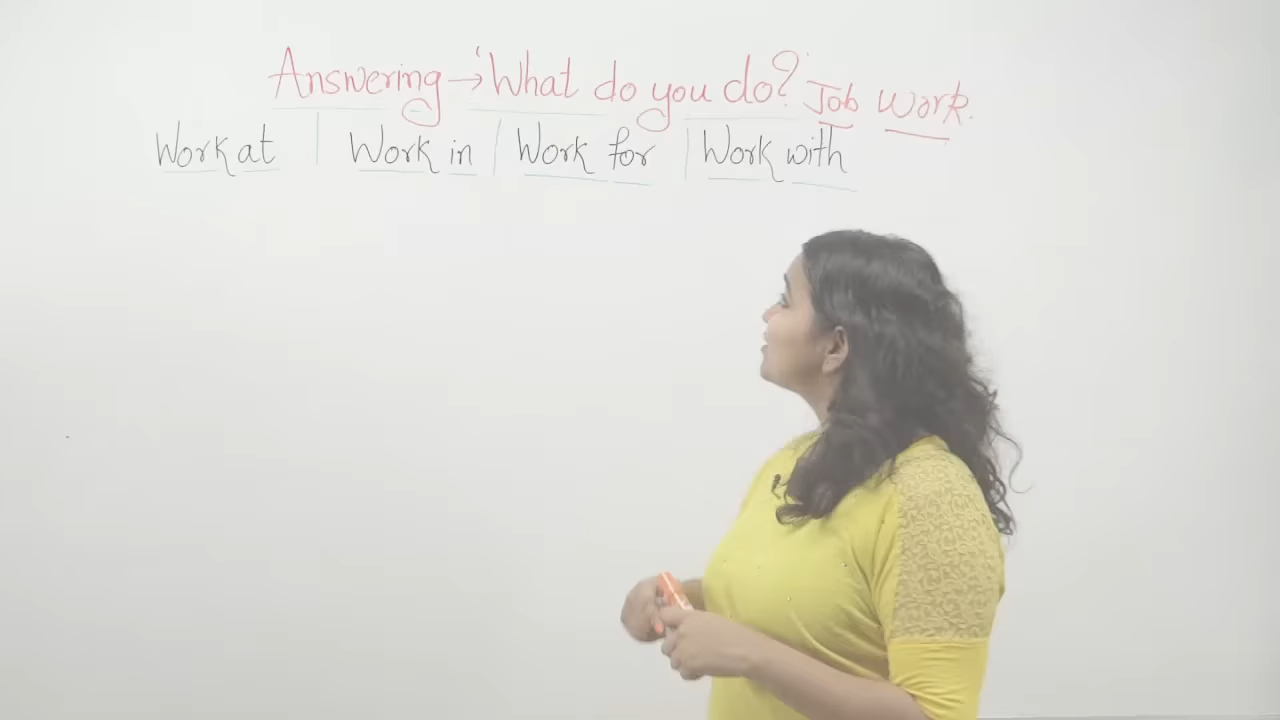 Answering → 'What do you do?' Job Work.
Work at | Work in | Work for | Work with